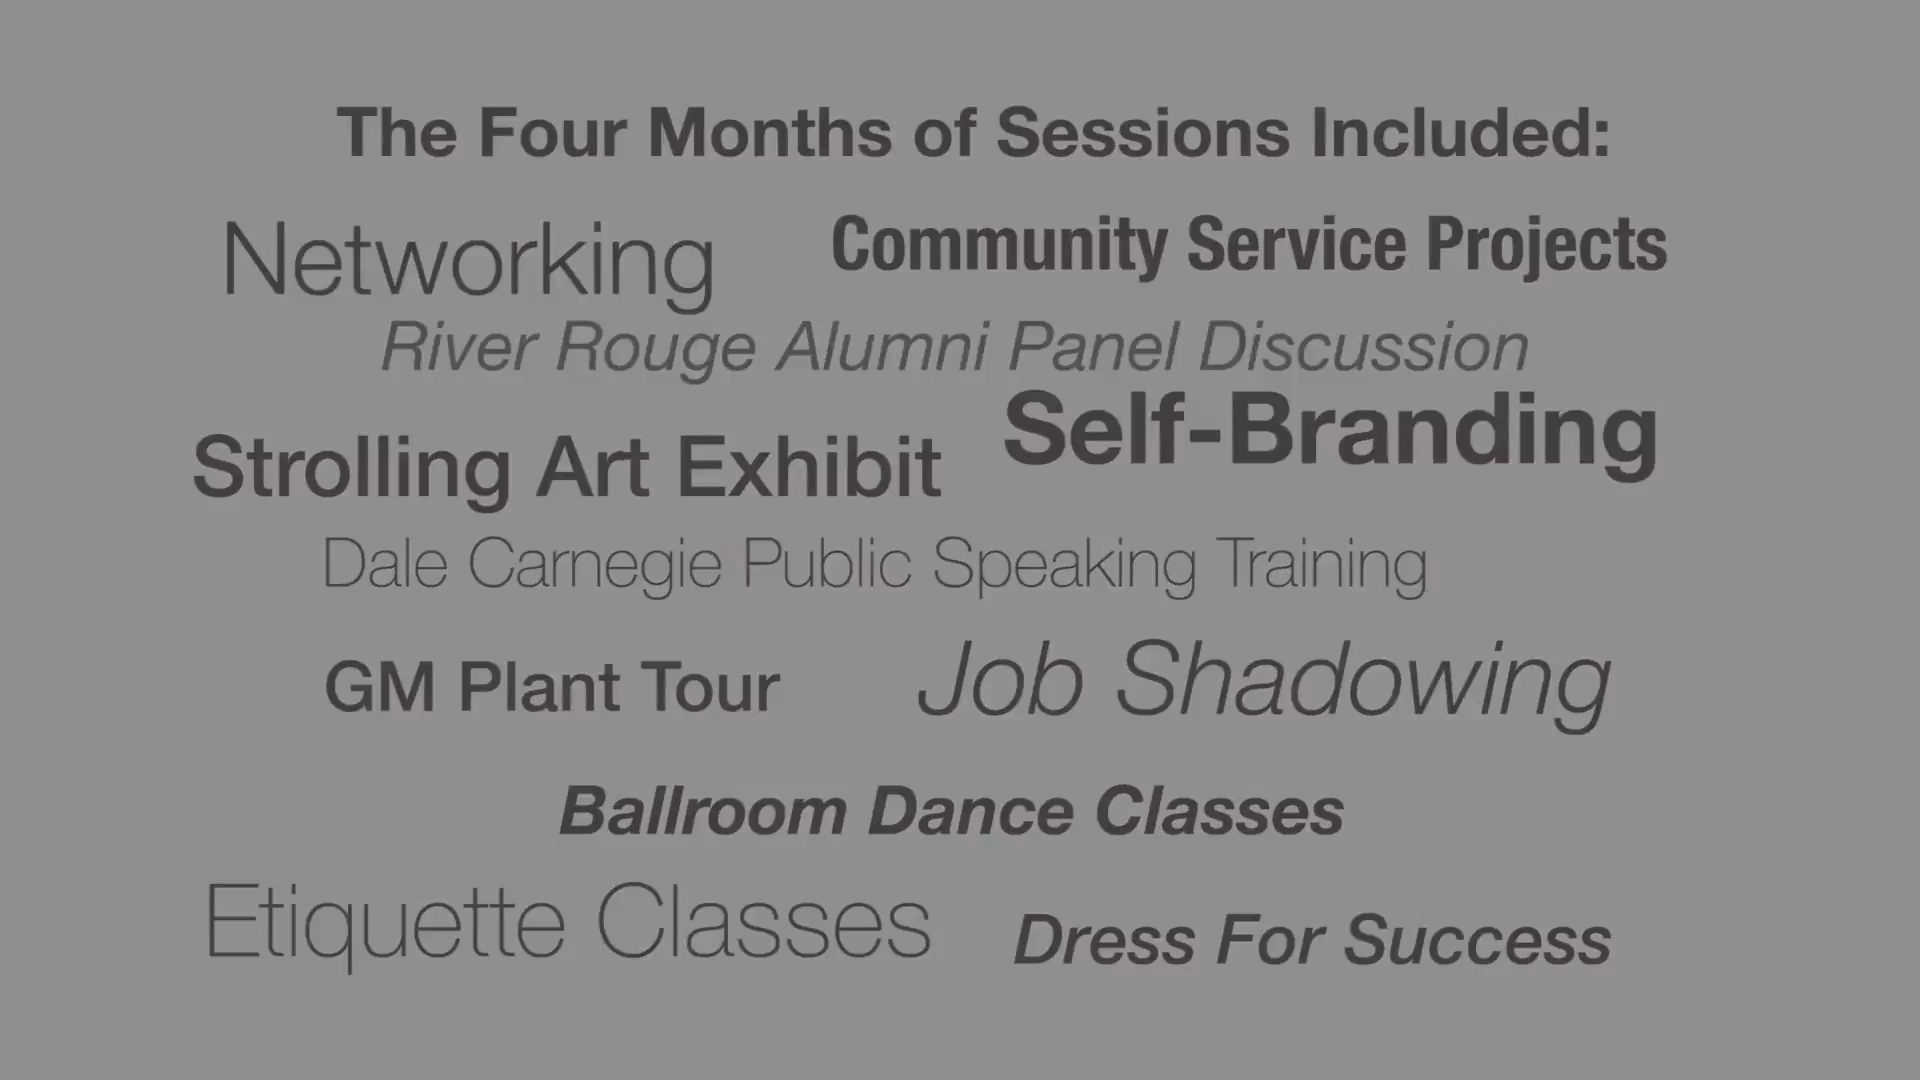 The Four Months of Sessions Included:
Networking
Community Service Projects
River Rouge Alumni Panel Discussion
Strolling Art Exhibit
Self-Branding
Dale Carnegie Public Speaking Training
GM Plant Tour
Job Shadowing
Ballroom Dance Classes
Etiquette Classes
Dress For Success